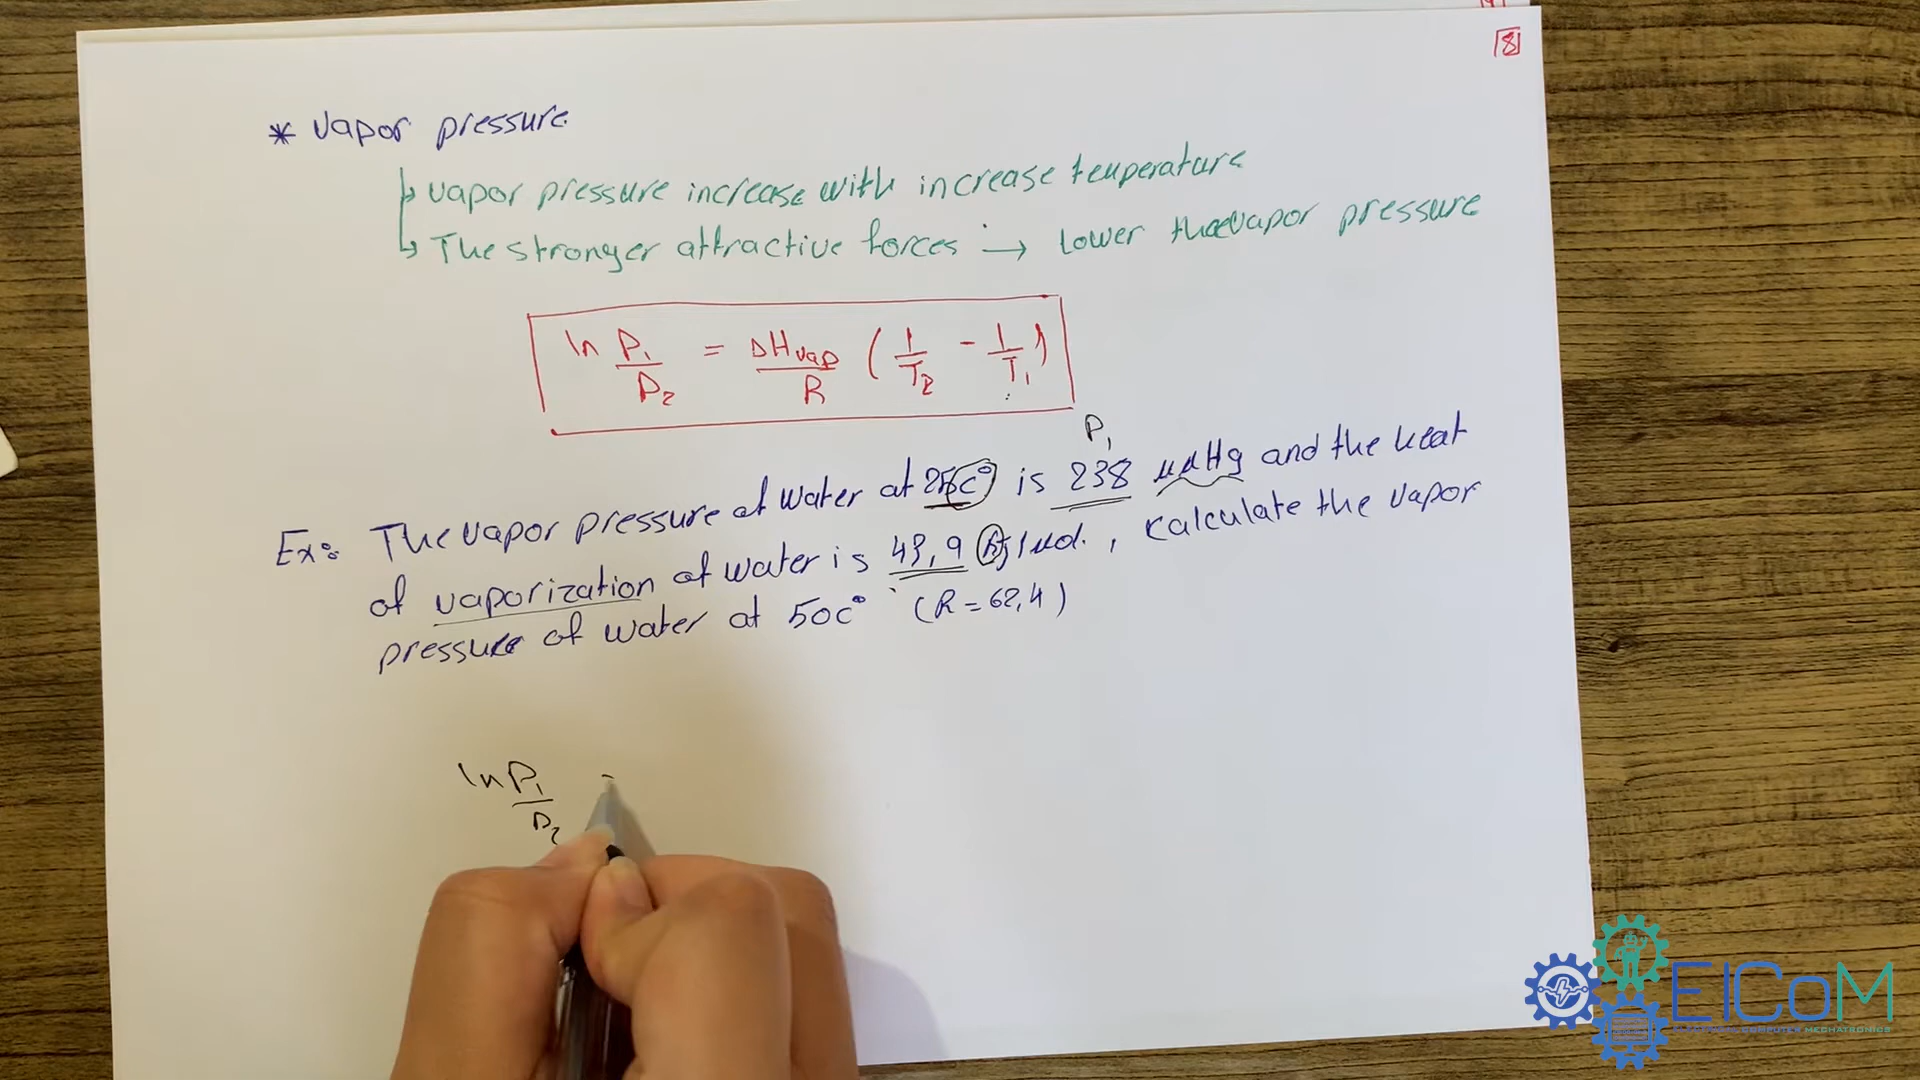 8
* Vapor pressure
vapor pressure increase with increase temperature
The stronger attractive forces → lower the vapor pressure
ln P₁/P₂ = ΔHvap/R (1/T₂ - 1/T₁)
P₁
Ex: The vapor pressure of water at 25c° is 238 mmHg and the heat
of vaporization of water is 43,9 kj/mol. , calculate the vapor
pressure of water at 50c° (R = 62,4)
ln P₁/P₂
EICoM
COMPUTER MECHATRONICS